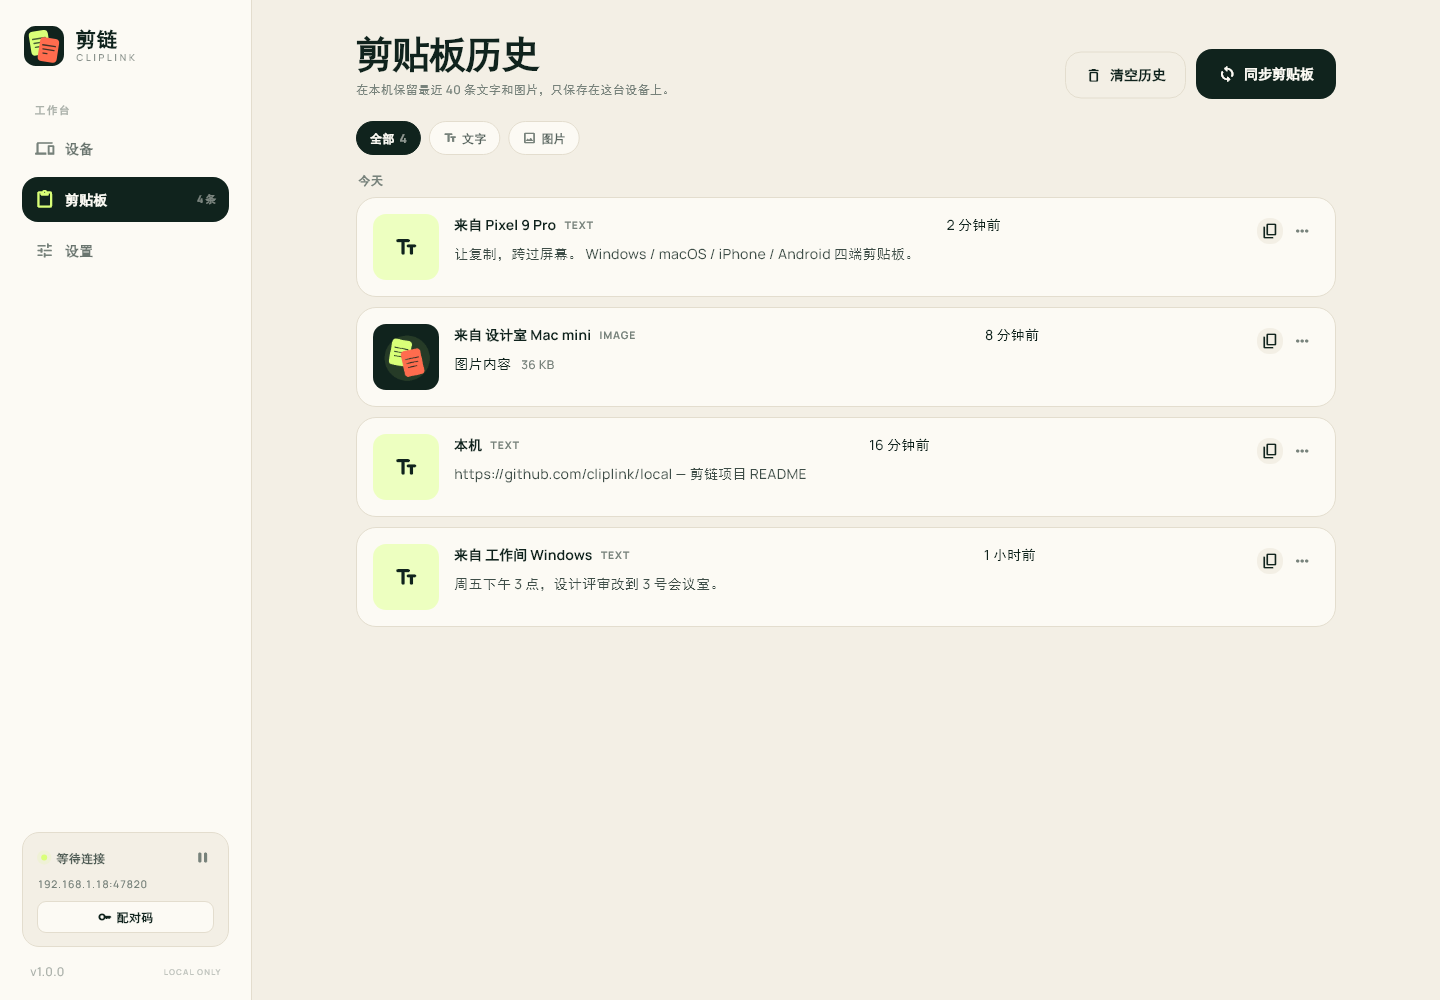 剪链
CLIPLINK
工作台
设备
剪贴板 4 条
设置
等待连接
192.168.1.18:47820
配对码
v1.0.0 LOCAL ONLY
剪贴板历史
在本机保留最近 40 条文字和图片，只保存在这台设备上。
清空历史
同步剪贴板
全部 4 文字 图片
今天
来自 Pixel 9 Pro TEXT 2 分钟前
让复制，跨过屏幕。 Windows / macOS / iPhone / Android 四端剪贴板。
来自 设计室 Mac mini IMAGE 8 分钟前
图片内容 36 KB
本机 TEXT 16 分钟前
https://github.com/cliplink/local — 剪链项目 README
来自 工作间 Windows TEXT 1 小时前
周五下午 3 点，设计评审改到 3 号会议室。